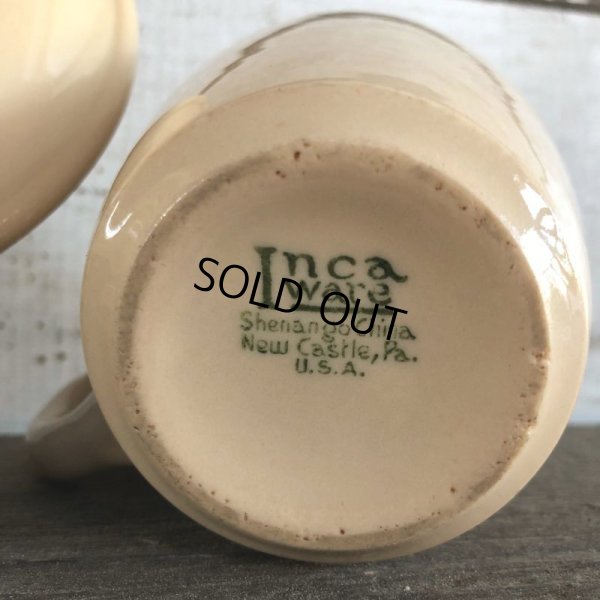 Inca
Ware
SOLD OUT
Shenango China
New Castle, Pa.
U.S.A.